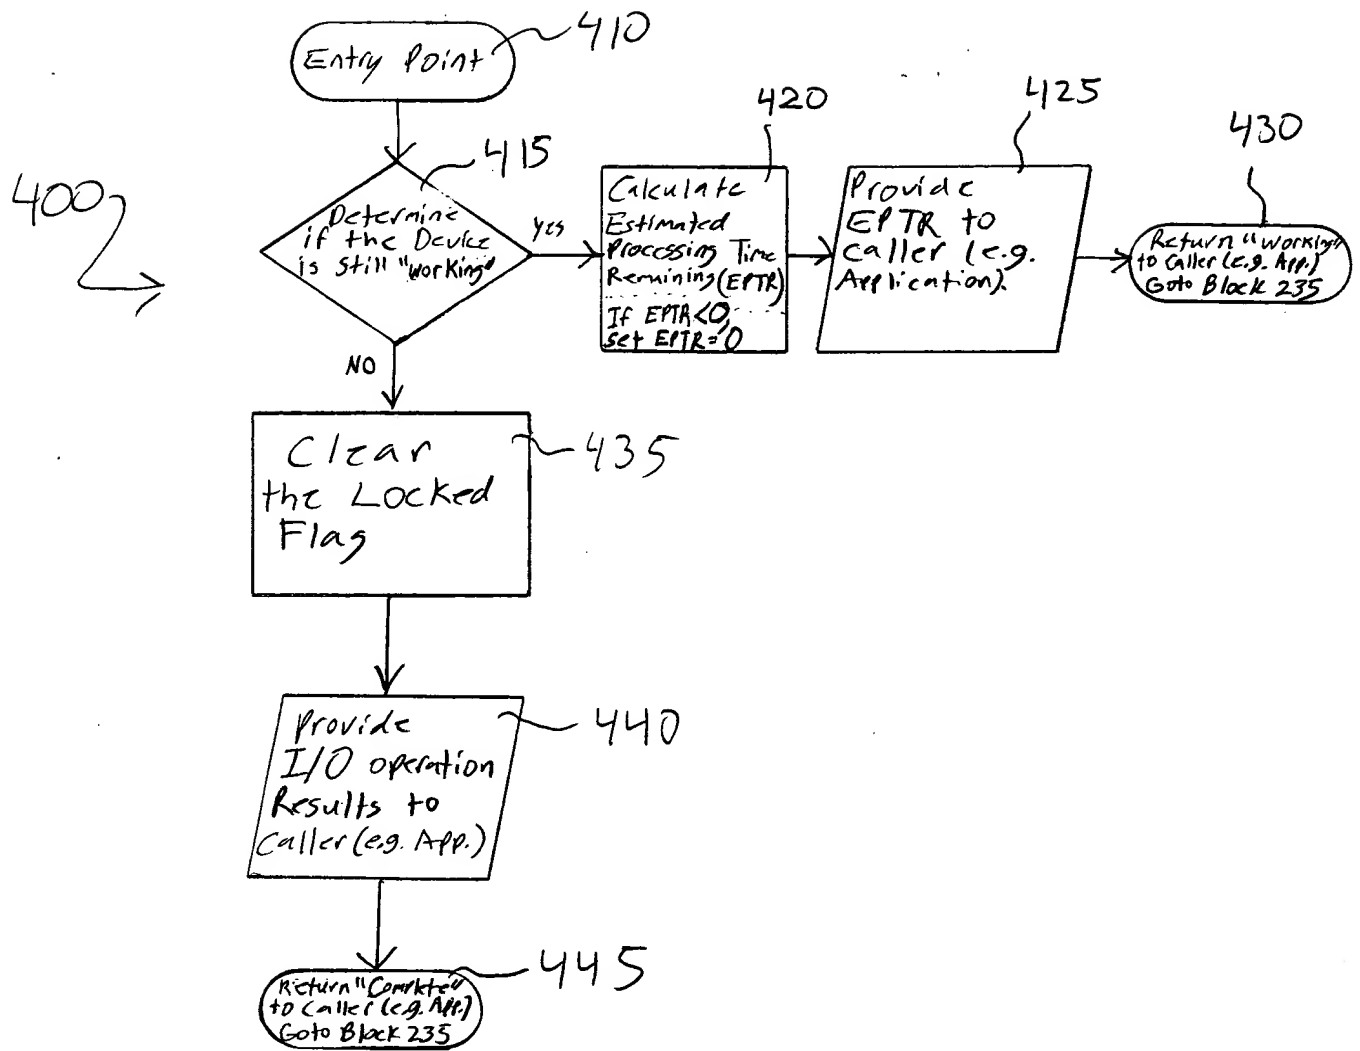 410
Entry Point
400
415
Determine
if the Device
is still "working"
yes
NO
420
Calculate
Estimated
Processing Time
Remaining (EPTR)
If EPTR<0,
set EPTR=0
425
Provide
EPTR to
caller (e.g.
Application).
430
Return "working"
to caller (e.g. App.)
Goto Block 235
435
Clear
the Locked
Flag
440
Provide
I/O operation
Results to
Caller (e.g. App.)
445
Return "Complete"
to Caller (e.g. App.)
Goto Block 235